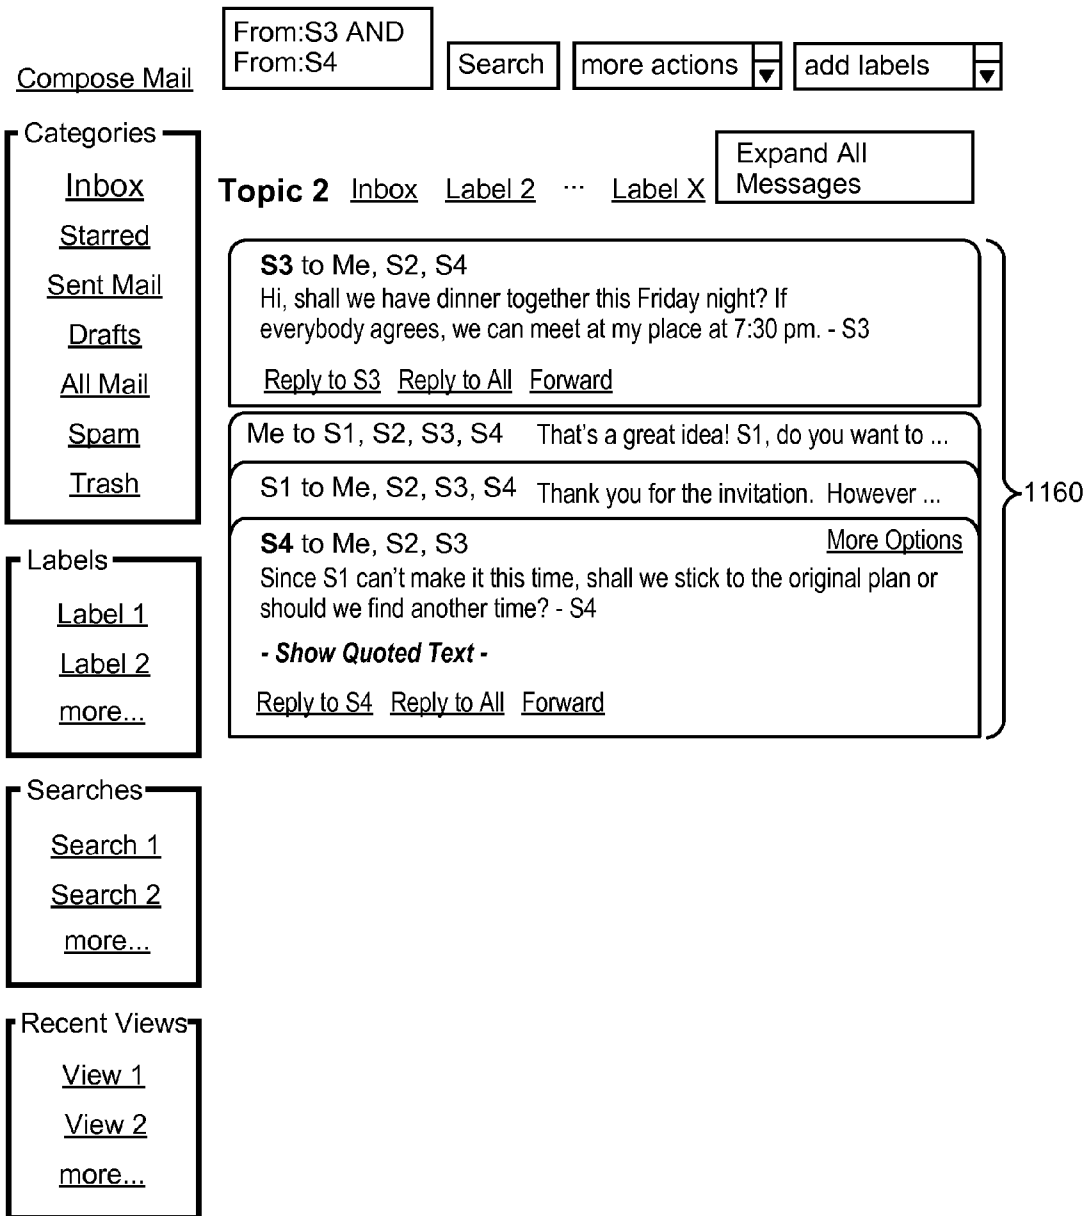 Compose Mail
From:S3 AND
From:S4
Search
more actions
add labels
Categories
Inbox
Starred
Sent Mail
Drafts
All Mail
Spam
Trash
Labels
Label 1
Label 2
more...
Searches
Search 1
Search 2
more...
Recent Views
View 1
View 2
more...
Topic 2 Inbox Label 2 ... Label X
Expand All
Messages
S3 to Me, S2, S4
Hi, shall we have dinner together this Friday night? If
everybody agrees, we can meet at my place at 7:30 pm. - S3
Reply to S3 Reply to All Forward
Me to S1, S2, S3, S4 That's a great idea! S1, do you want to ...
S1 to Me, S2, S3, S4 Thank you for the invitation. However ...
S4 to Me, S2, S3 More Options
Since S1 can't make it this time, shall we stick to the original plan or
should we find another time? - S4
- Show Quoted Text -
Reply to S4 Reply to All Forward
1160